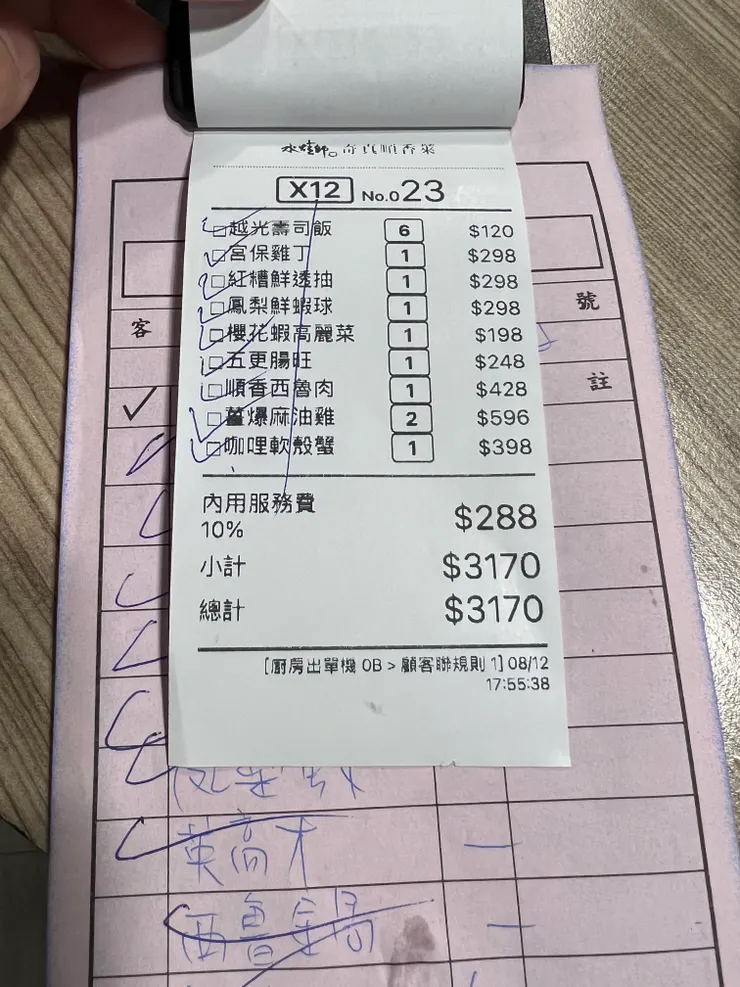 順香菜
X12 No.023
□越光壽司飯 6 $120
□宮保雞丁 1 $298
□紅糟鮮透抽 1 $298
□鳳梨鮮蝦球 1 $298
□櫻花蝦高麗菜 1 $198
□五更腸旺 1 $248
□順香西魯肉 1 $428
□薑爆麻油雞 2 $596
□咖哩軟殼蟹 1 $398
內用服務費 $288
10%
小計 $3170
總計 $3170
[廚房出單機 0B > 顧客聯規則 1] 08/12
17:55:38
號
客
註